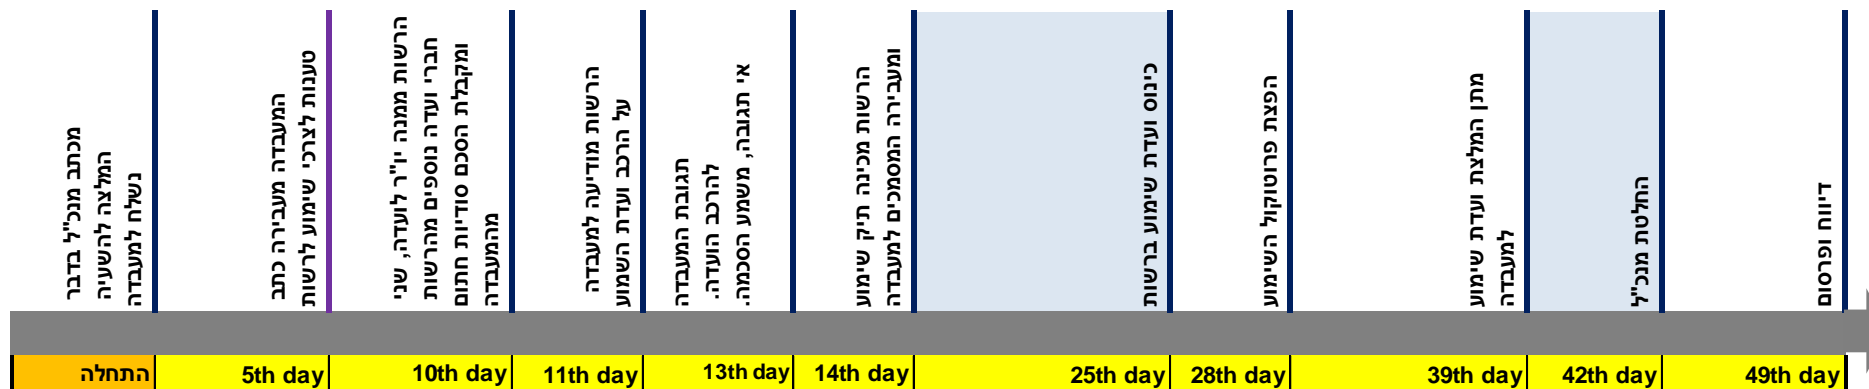 מכתב מנכ"ל בדבר
המלצה להשעיה
נשלח למעבדה
המעבדה מעבירה כתב
טענות לצרכי שימוע לרשות
הרשות ממנה יו"ר לועדה, שני
חברי ועדה נוספים מהרשות
ומקבלת הסכם סודיות חתום
מהמעבדה
הרשות מודיעה למעבדה
על הרכב ועדת השמוע
תגובת המעבדה
להרכב הועדה.
אי תגובה, משמע הסכמה.
הרשות מכינה תיק שימוע
ומעבירה המסמכים למעבדה
כינוס ועדת שימוע ברשות
הפצת פרוטוקול השימוע
מתן המלצת ועדת שימוע
למעבדה
החלטת מנכ"ל
דיווח ופרסום
התחלה
5th day
10th day
11th day
13th day
14th day
25th day
28th day
39th day
42th day
49th day